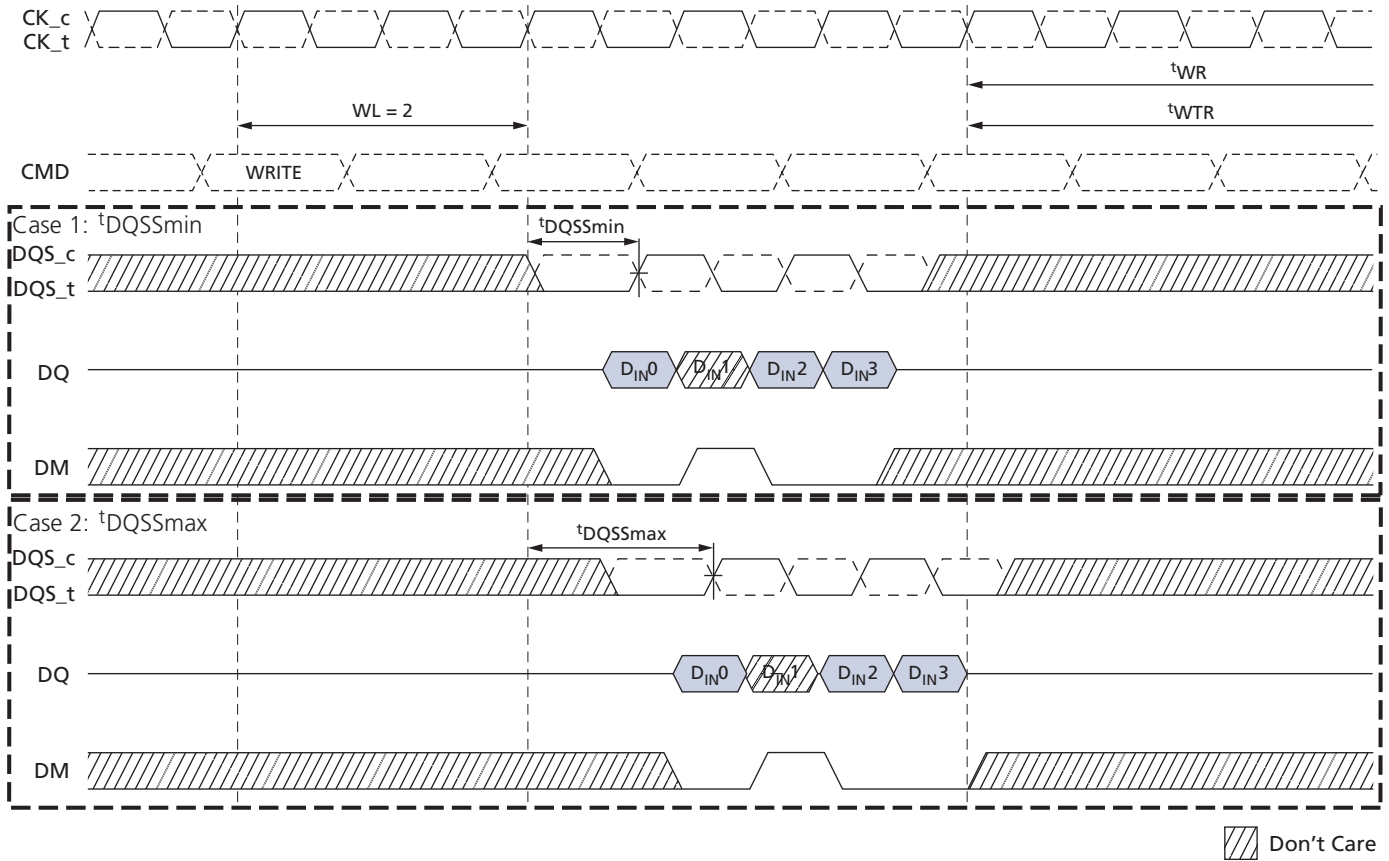 CK_c
CK_t
tWR
WL = 2
tWTR
CMD
WRITE
Case 1: tDQSSmin
tDQSSmin
DQS_c
DQS_t
DQ
DIN0 DIN1 DIN2 DIN3
DM
Case 2: tDQSSmax
tDQSSmax
DQS_c
DQS_t
DQ
DIN0 DIN1 DIN2 DIN3
DM
Don't Care